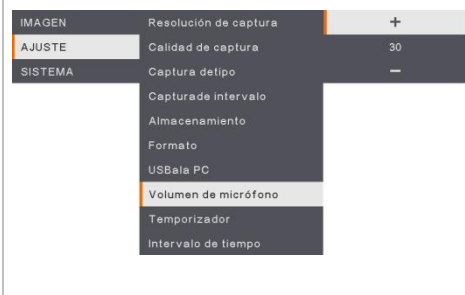 IMAGEN
AJUSTE
SISTEMA
Resolución de captura
Calidad de captura
Captura detipo
Capturade intervalo
Almacenamiento
Formato
USBala PC
Volumen de micrófono
Temporizador
Intervalo de tiempo
+
30
−